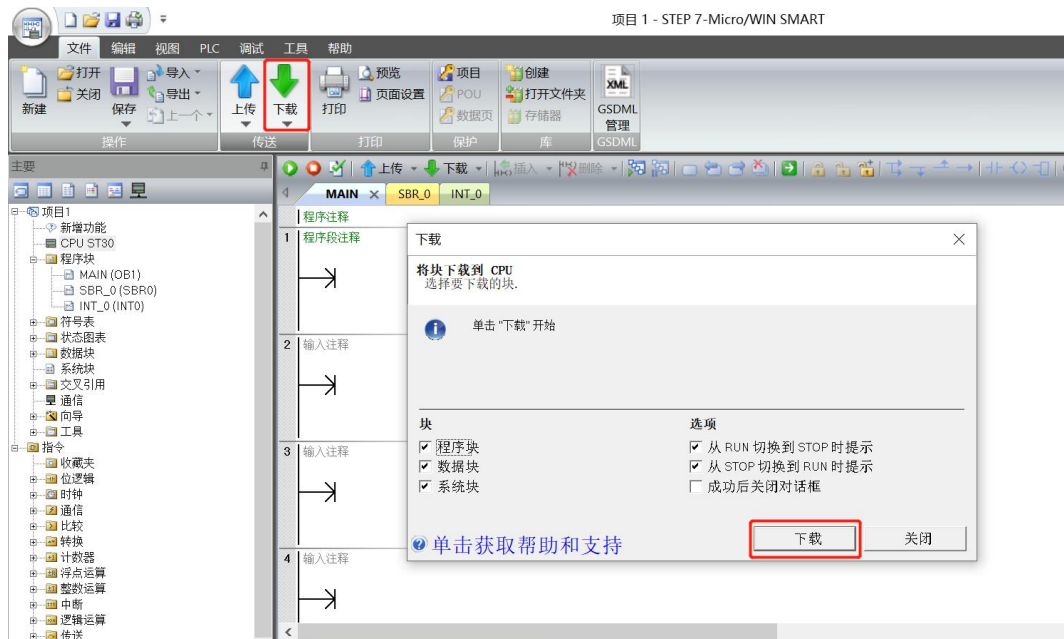 项目 1 - STEP 7-Micro/WIN SMART
文件 编辑 视图 PLC 调试 工具 帮助
新建
打开
关闭
保存
导入
导出
上一个
操作
上传
下载
传送
打印
预览
页面设置
打印
项目
POU
数据页
保护
创建
打开文件夹
存储器
库
XML
GSDML
管理
GSDML
主要
上传 下载 插入 删除
MAIN SBR_0 INT_0
项目1
新增功能
CPU ST30
程序块
MAIN (OB1)
SBR_0 (SBR0)
INT_0 (INT0)
符号表
状态图表
数据块
系统块
交叉引用
通信
向导
工具
指令
收藏夹
位逻辑
时钟
通信
比较
转换
计数器
浮点运算
整数运算
中断
逻辑运算
传送
程序注释
1 程序段注释
2 输入注释
3 输入注释
4 输入注释
下载
将块下载到 CPU
选择要下载的块.
单击 "下载" 开始
块
程序块
数据块
系统块
选项
从 RUN 切换到 STOP 时提示
从 STOP 切换到 RUN 时提示
成功后关闭对话框
单击获取帮助和支持
下载
关闭